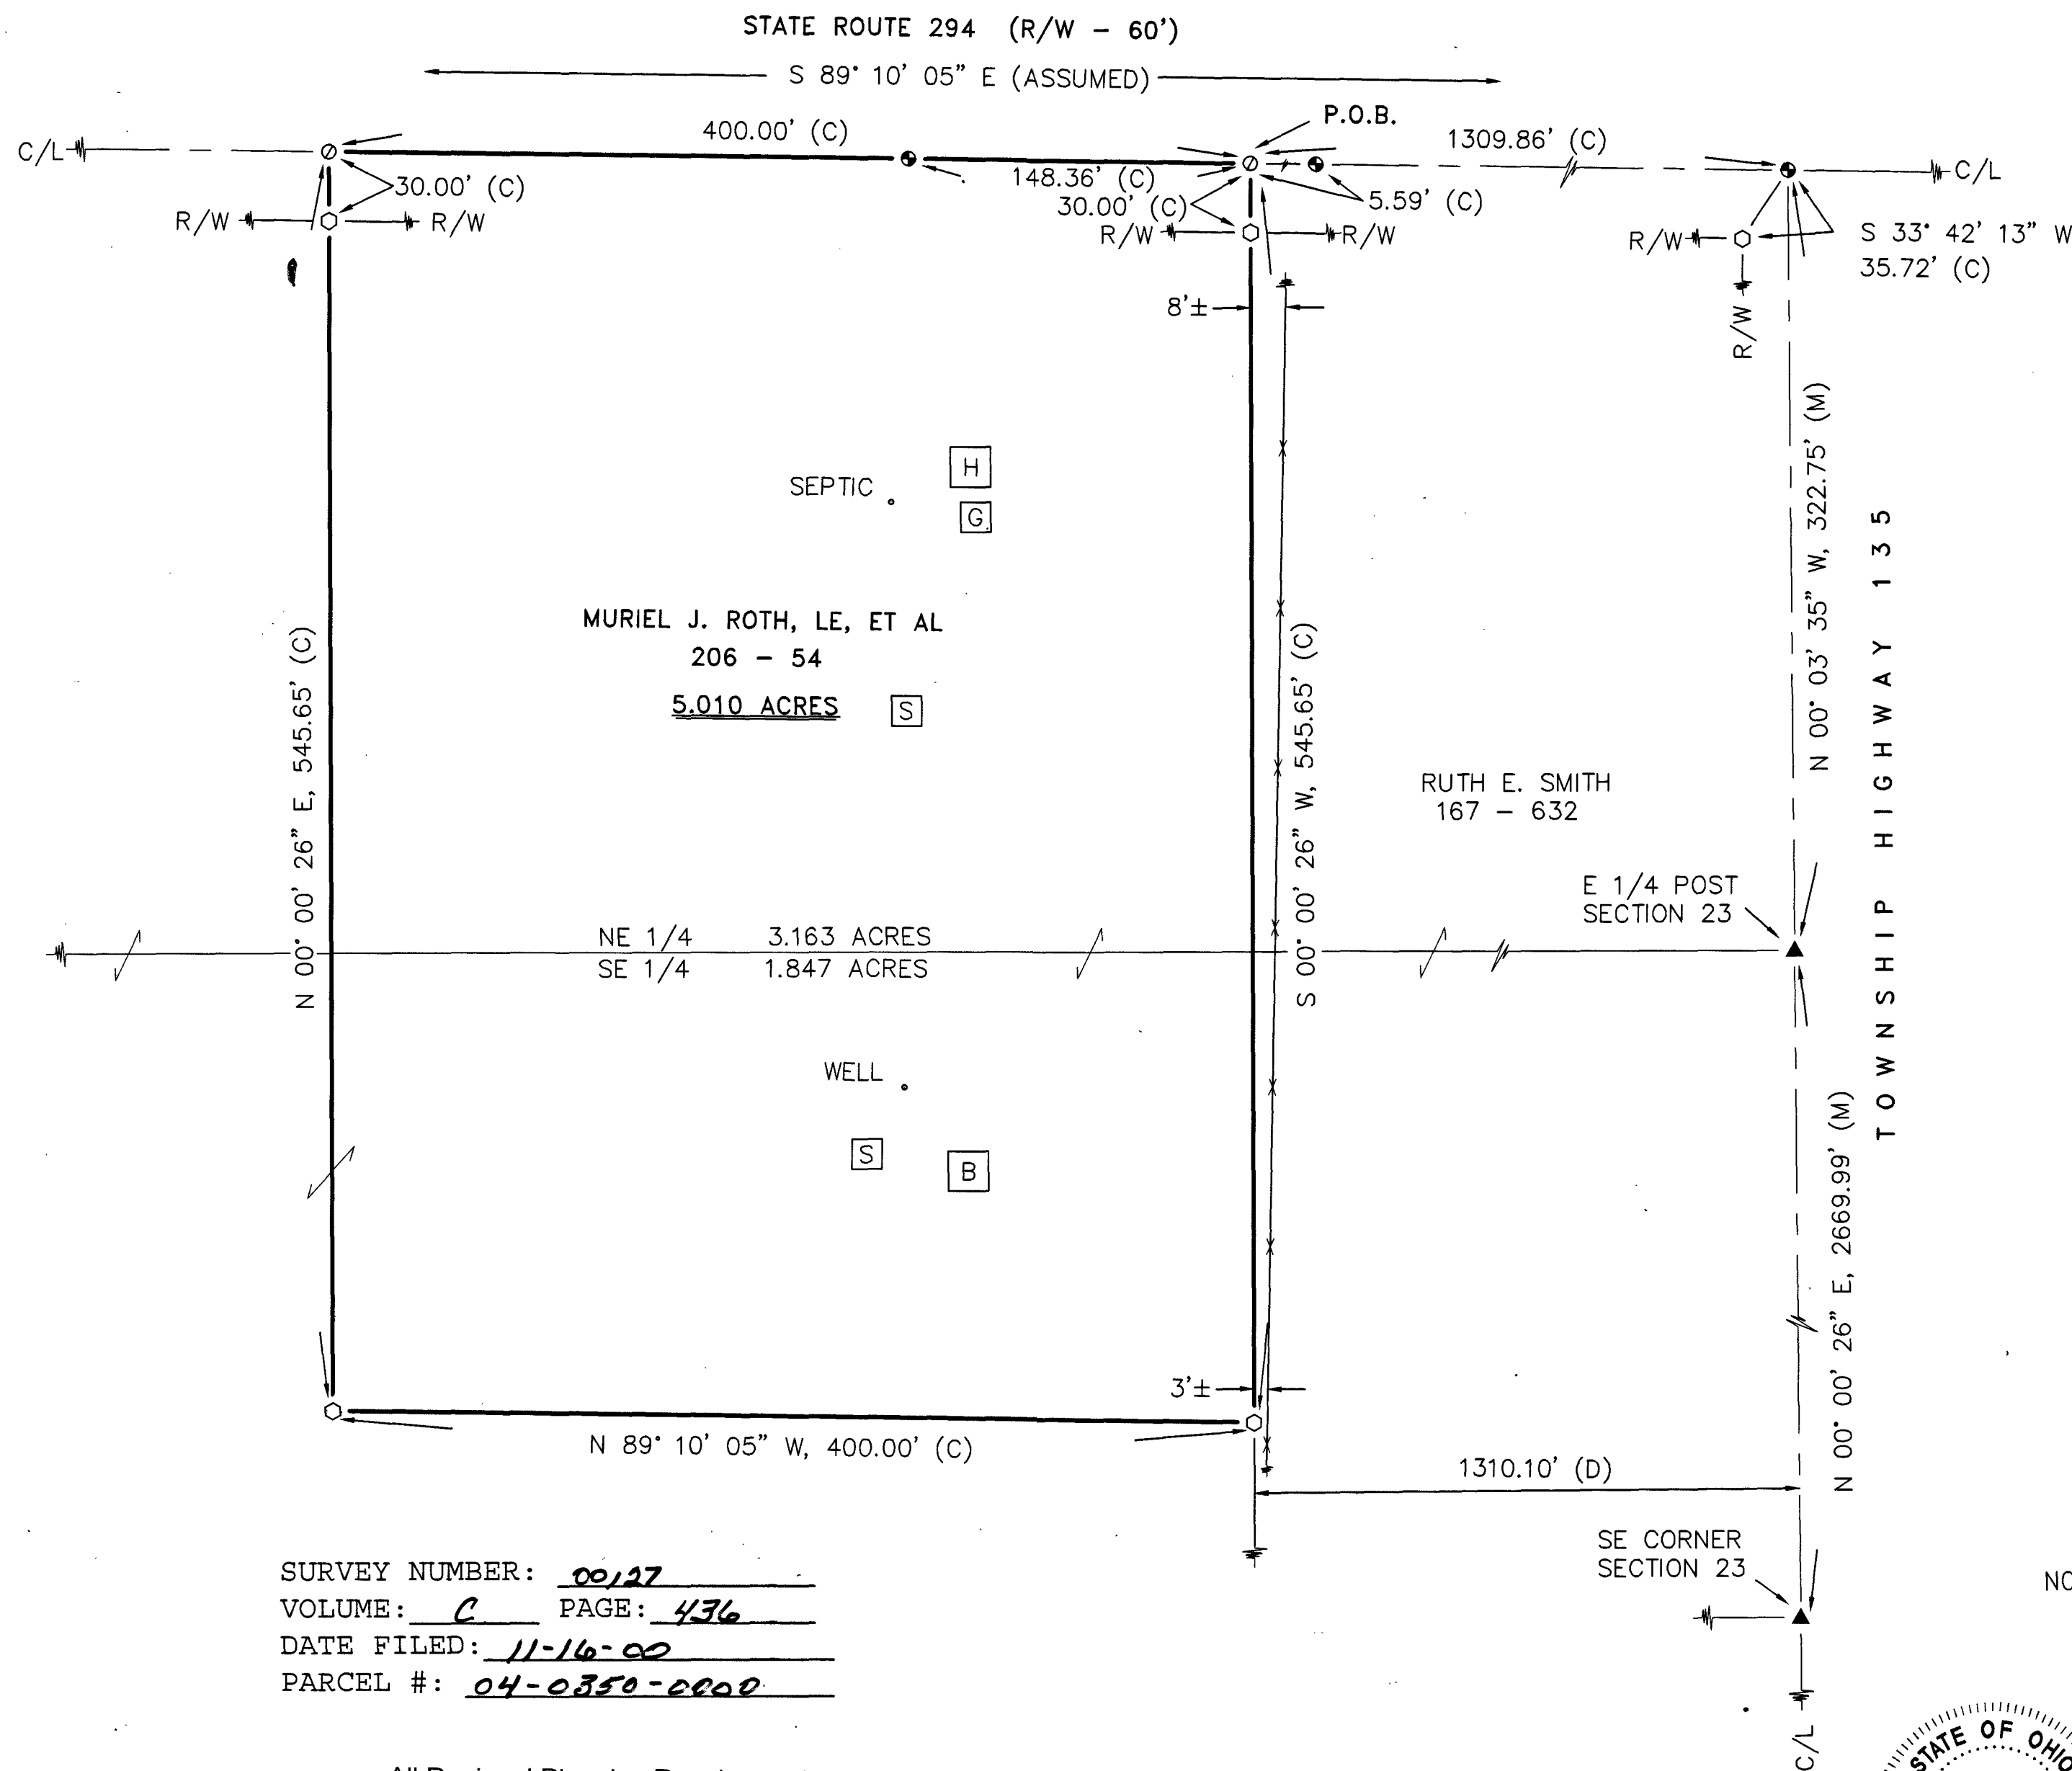 STATE ROUTE 294 (R/W - 60')
S 89° 10' 05" E (ASSUMED)
P.O.B.
400.00' (C)
1309.86' (C)
C/L
C/L
148.36' (C)
30.00' (C)
30.00' (C)
5.59' (C)
R/W
R/W
R/W
R/W
R/W
S 33° 42' 13" W
35.72' (C)
8'±
R/W
N 00° 03' 35" W, 322.75' (M)
H
SEPTIC
G
TOWNSHIP HIGHWAY 135
MURIEL J. ROTH, LE, ET AL
206 - 54
5.010 ACRES
S
N 00° 00' 26" E, 545.65' (C)
S 00° 00' 26" W, 545.65' (C)
RUTH E. SMITH
167 - 632
E 1/4 POST
SECTION 23
NE 1/4 3.163 ACRES
SE 1/4 1.847 ACRES
WELL
S
B
N 00° 00' 26" E, 2669.99' (M)
3'±
N 89° 10' 05" W, 400.00' (C)
1310.10' (D)
SE CORNER
SECTION 23
SURVEY NUMBER: 00127
VOLUME: C PAGE: 436
DATE FILED: 11-16-00
PARCEL #: 04-0350-0000
C/L
STATE OF OHIO